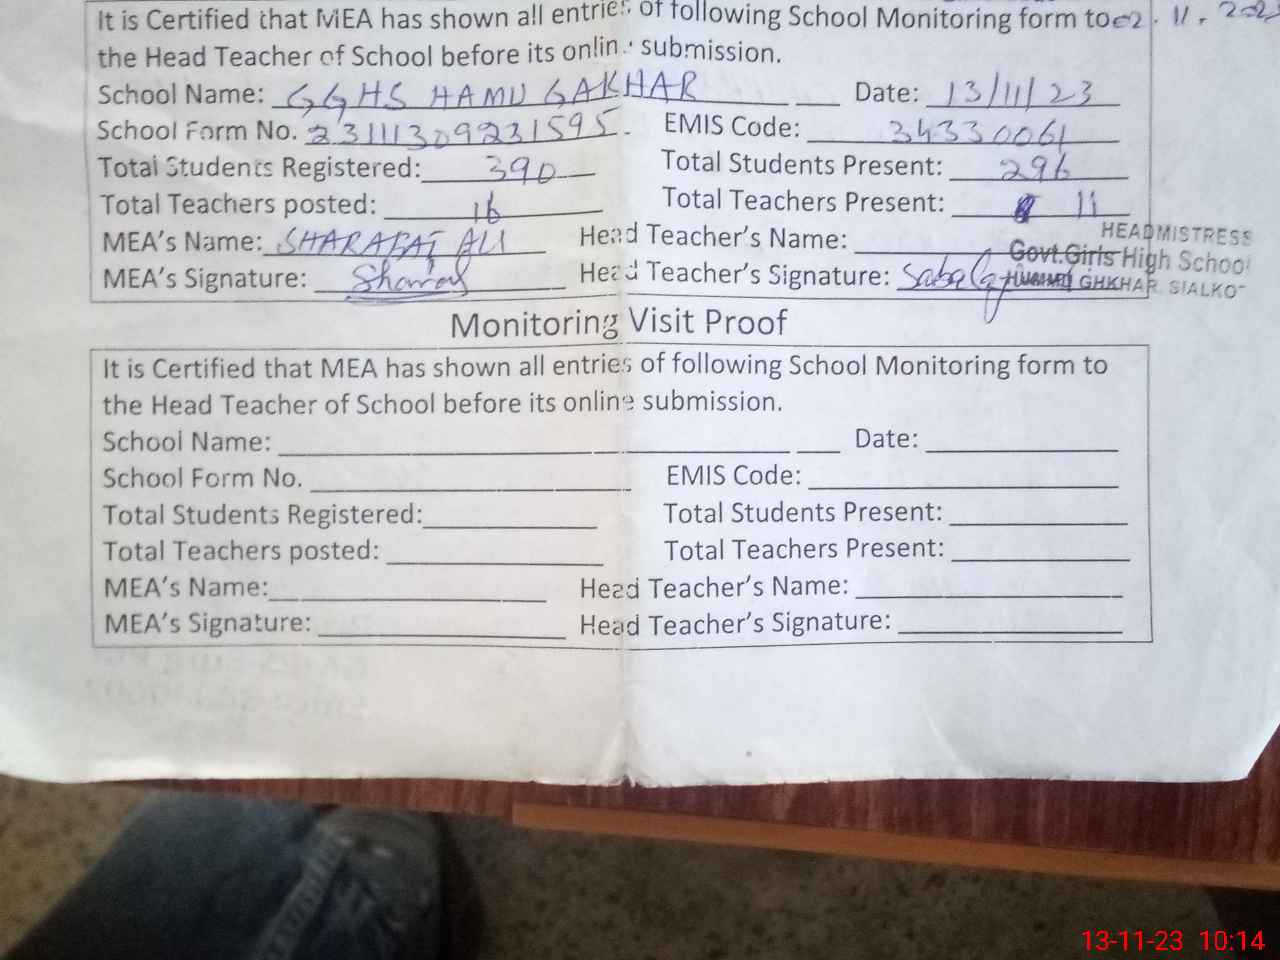 It is Certified that MEA has shown all entries of following School Monitoring form to 02.11.202
the Head Teacher of School before its online submission.
School Name: GGHS HAMU GAKHAR Date: 13/11/23
School Form No. 23111309231595 EMIS Code: 34330061
Total Students Registered: 390 Total Students Present: 296
Total Teachers posted: 16 Total Teachers Present: 11
MEA's Name: SHARAFAT ALI Head Teacher's Name:
HEADMISTRESS
Govt.Girls High School
GHKHAR SIALKOT
MEA's Signature: Head Teacher's Signature:
Monitoring Visit Proof
It is Certified that MEA has shown all entries of following School Monitoring form to
the Head Teacher of School before its online submission.
School Name: Date:
School Form No. EMIS Code:
Total Students Registered: Total Students Present:
Total Teachers posted: Total Teachers Present:
MEA's Name: Head Teacher's Name:
MEA's Signature: Head Teacher's Signature:
13-11-23 10:14